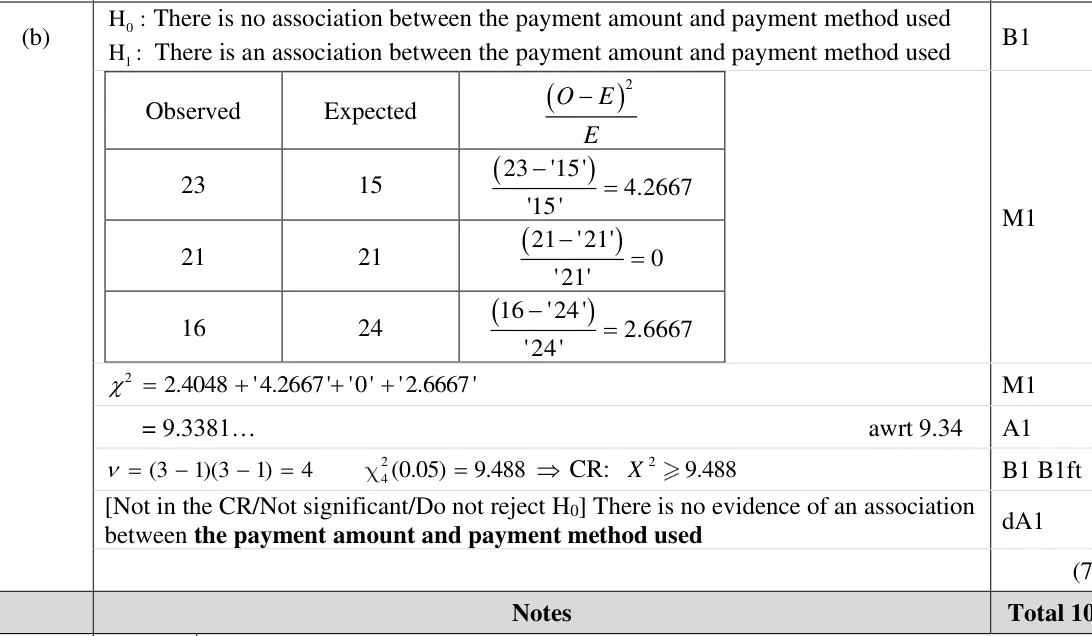 (b)
H₀ : There is no association between the payment amount and payment method used
H₁ : There is an association between the payment amount and payment method used
B1
Observed Expected (O − E)²/E
23 15 (23 − '15')/'15' = 4.2667
21 21 (21 − '21')/'21' = 0
16 24 (16 − '24')/'24' = 2.6667
M1
χ² = 2.4048 + '4.2667' + '0' + '2.6667' M1
= 9.3381… awrt 9.34 A1
ν = (3 − 1)(3 − 1) = 4 χ₄²(0.05) = 9.488 ⇒ CR: X² ⩾ 9.488 B1 B1ft
[Not in the CR/Not significant/Do not reject H₀] There is no evidence of an association
between the payment amount and payment method used
dA1
(7
Notes Total 10